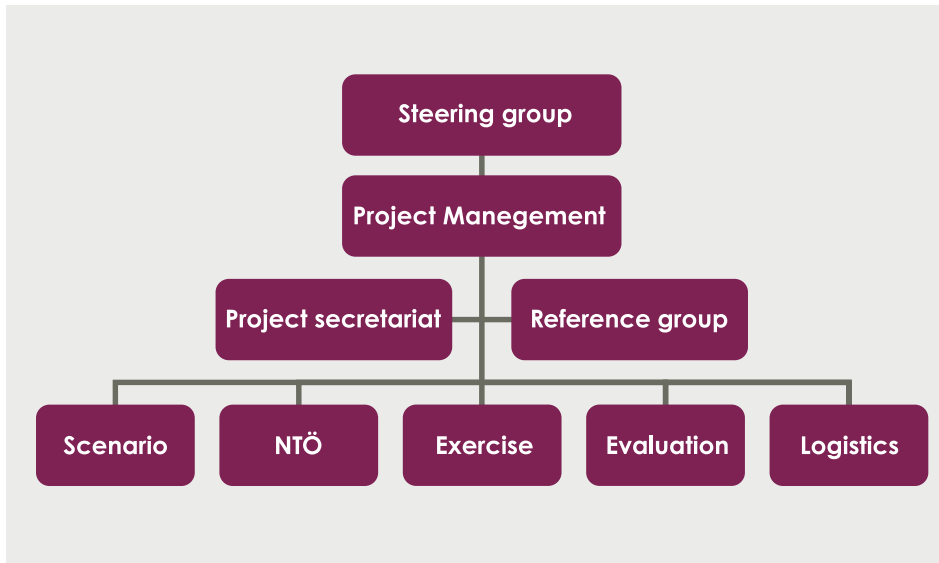 Steering group
Project Manegement
Project secretariat
Reference group
Scenario
NTÖ
Exercise
Evaluation
Logistics